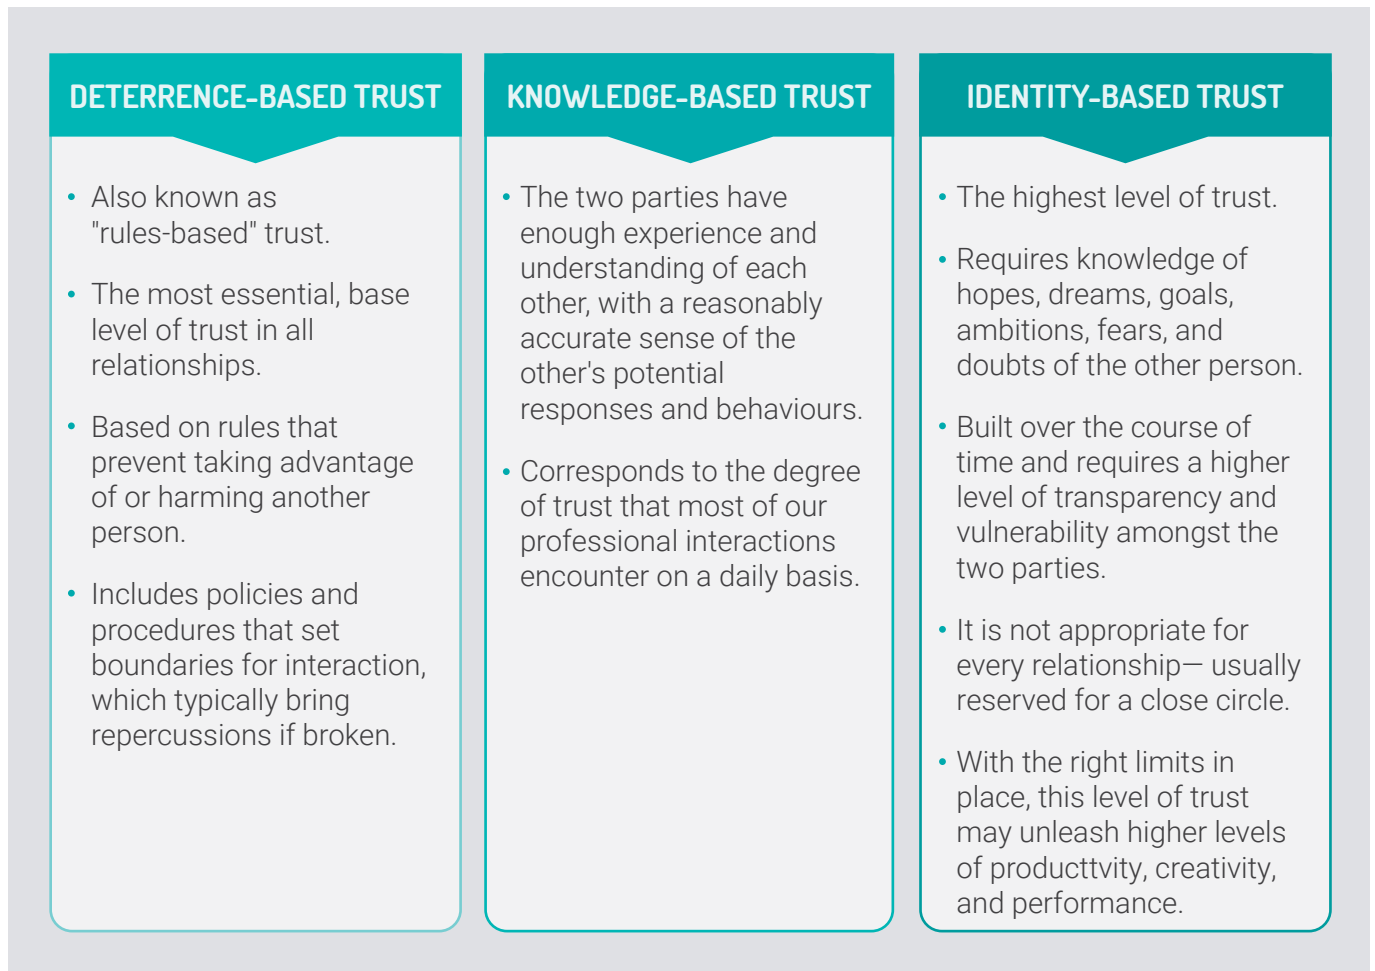 DETERRENCE-BASED TRUST
• Also known as
"rules-based" trust.
• The most essential, base
level of trust in all
relationships.
• Based on rules that
prevent taking advantage
of or harming another
person.
• Includes policies and
procedures that set
boundaries for interaction,
which typically bring
repercussions if broken.
KNOWLEDGE-BASED TRUST
• The two parties have
enough experience and
understanding of each
other, with a reasonably
accurate sense of the
other's potential
responses and behaviours.
• Corresponds to the degree
of trust that most of our
professional interactions
encounter on a daily basis.
IDENTITY-BASED TRUST
• The highest level of trust.
• Requires knowledge of
hopes, dreams, goals,
ambitions, fears, and
doubts of the other person.
• Built over the course of
time and requires a higher
level of transparency and
vulnerability amongst the
two parties.
• It is not appropriate for
every relationship— usually
reserved for a close circle.
• With the right limits in
place, this level of trust
may unleash higher levels
of producttvity, creativity,
and performance.